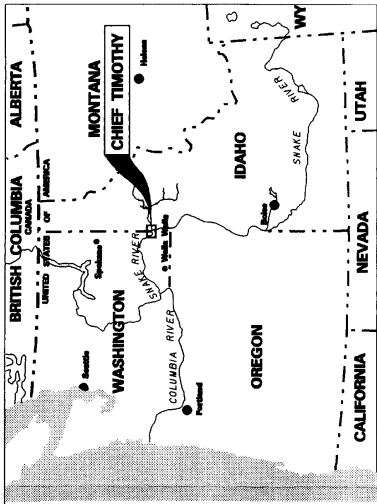 BRITISH COLUMBIA
ALBERTA
CANADA
UNITED STATES OF AMERICA
MONTANA
CHIEF TIMOTHY
Helena
Seattle
Spokane
WASHINGTON
SNAKE RIVER
Walla Walla
COLUMBIA RIVER
Portland
OREGON
IDAHO
Boise
SNAKE RIVER
WY
CALIFORNIA
NEVADA
UTAH